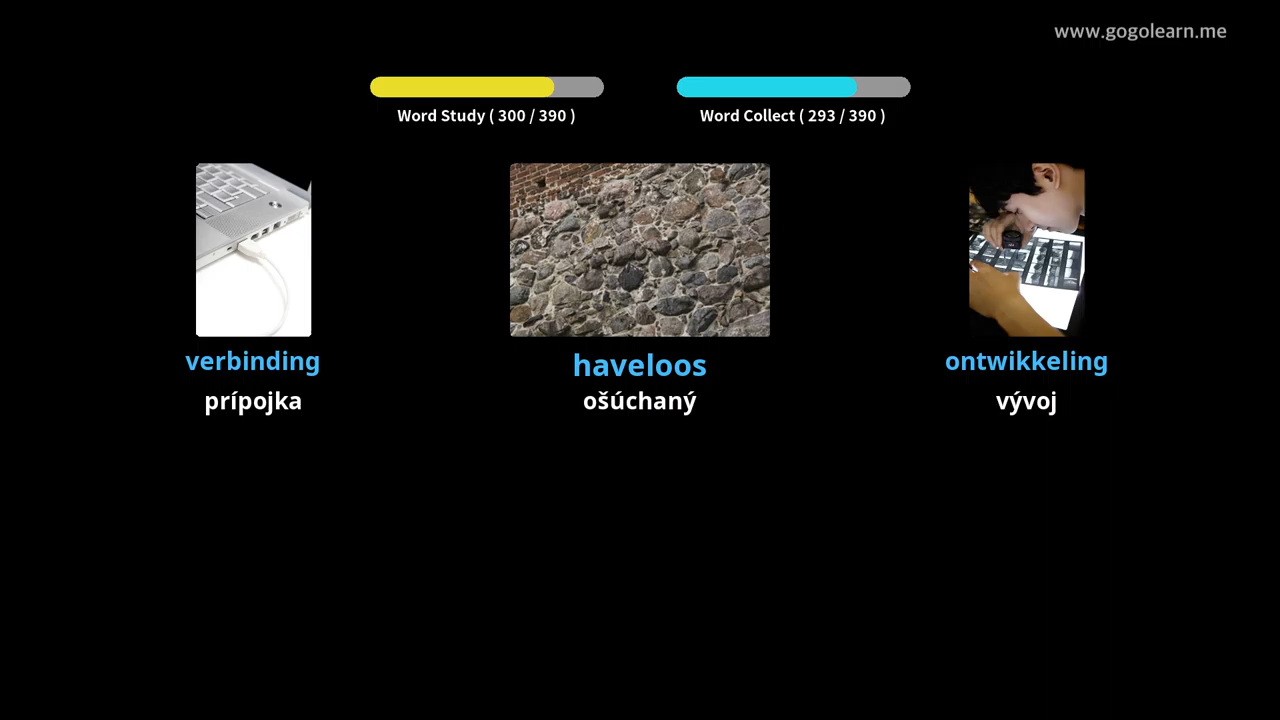 www.gogolearn.me
Word Study ( 300 / 390 )
Word Collect ( 293 / 390 )
verbinding
prípojka
haveloos
ošúchaný
ontwikkeling
vývoj